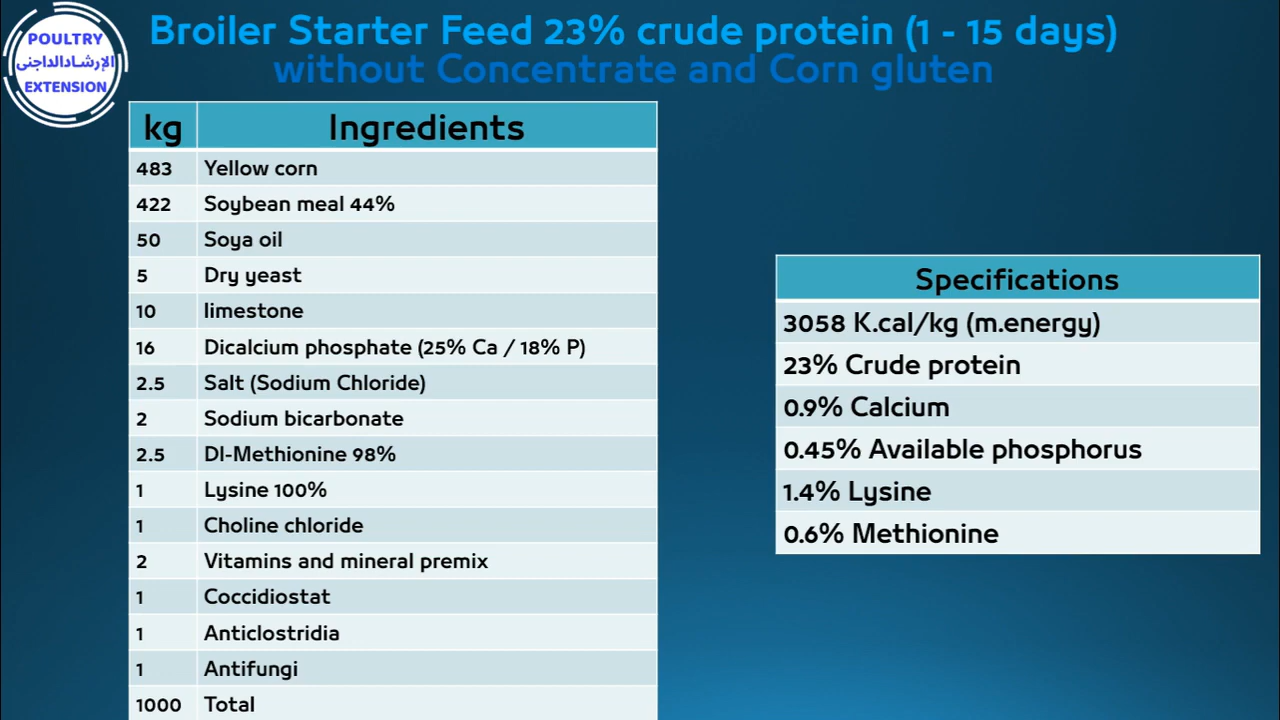 POULTRY
الإرشادالداجنى
EXTENSION
Broiler Starter Feed 23% crude protein (1 - 15 days)
without Concentrate and Corn gluten
kg Ingredients
483 Yellow corn
422 Soybean meal 44%
50 Soya oil
5 Dry yeast
10 limestone
16 Dicalcium phosphate (25% Ca / 18% P)
2.5 Salt (Sodium Chloride)
2 Sodium bicarbonate
2.5 Dl-Methionine 98%
1 Lysine 100%
1 Choline chloride
2 Vitamins and mineral premix
1 Coccidiostat
1 Anticlostridia
1 Antifungi
1000 Total
Specifications
3058 K.cal/kg (m.energy)
23% Crude protein
0.9% Calcium
0.45% Available phosphorus
1.4% Lysine
0.6% Methionine